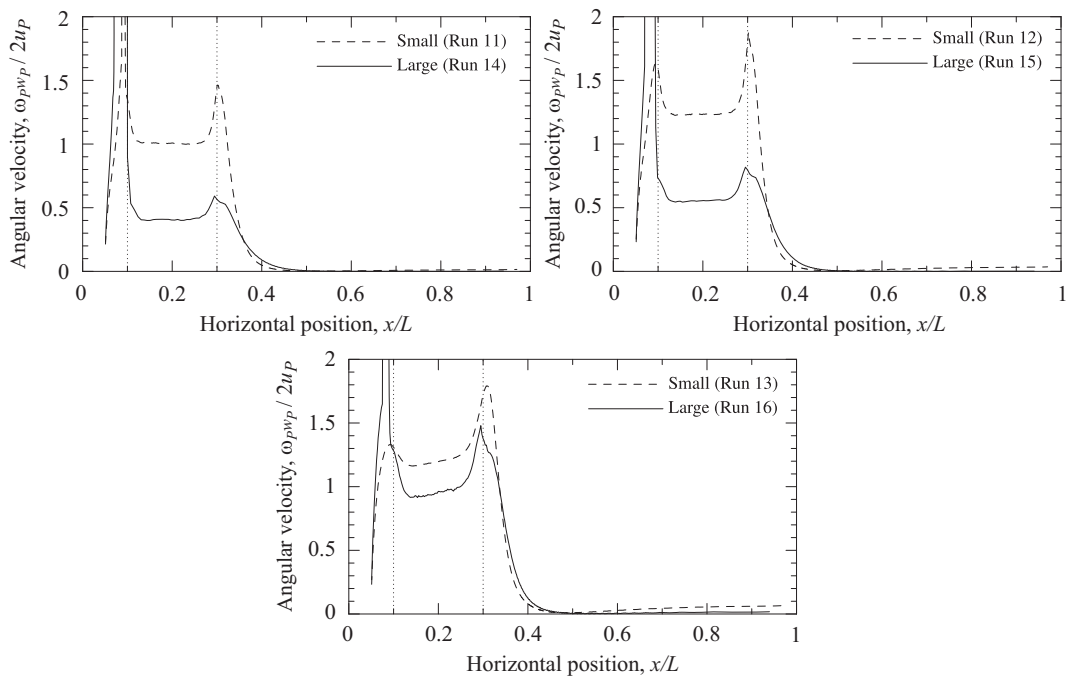 2
1.5
1
0.5
0
Angular velocity, ωPwP / 2uP
Small (Run 11)
Large (Run 14)
0 0.2 0.4 0.6 0.8 1
Horizontal position, x/L
2
1.5
1
0.5
0
Angular velocity, ωPwP / 2uP
Small (Run 12)
Large (Run 15)
0 0.2 0.4 0.6 0.8 1
Horizontal position, x/L
2
1.5
1
0.5
0
Angular velocity, ωPwP / 2uP
Small (Run 13)
Large (Run 16)
0 0.2 0.4 0.6 0.8 1
Horizontal position, x/L